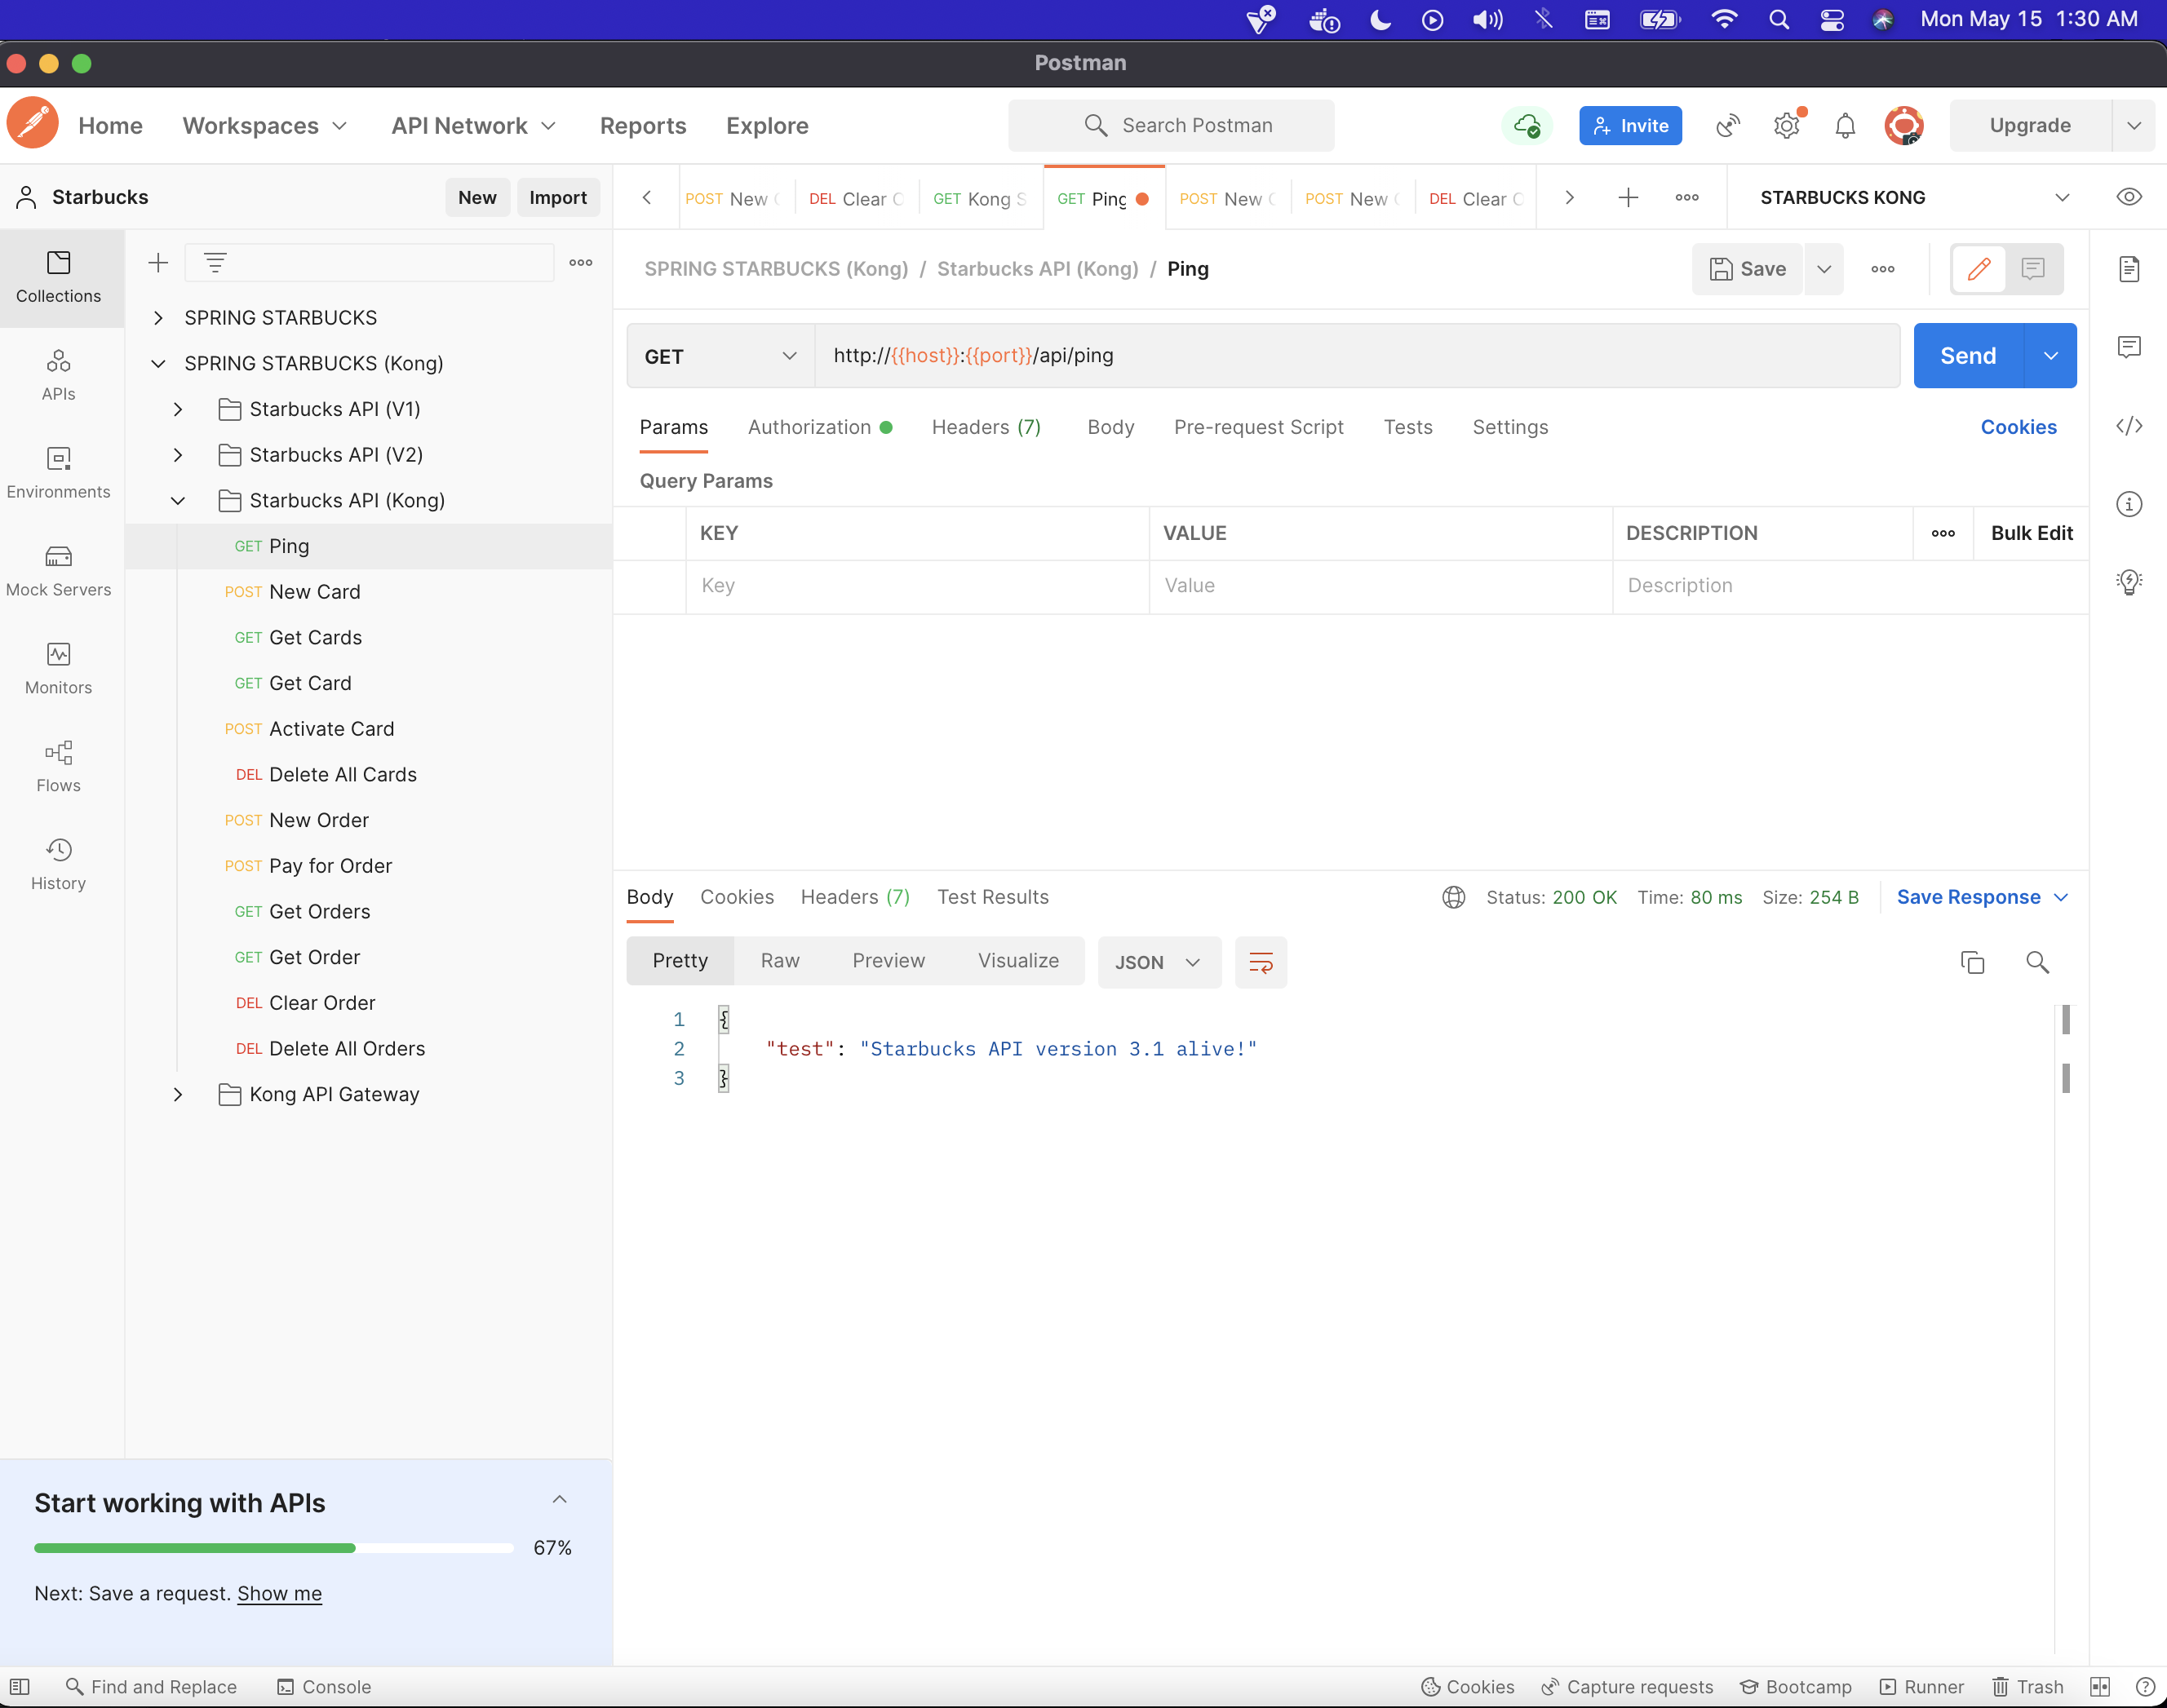 Mon May 15 1:30 AM
Postman
Home Workspaces API Network Reports Explore Search Postman Invite Upgrade
Starbucks New Import
POST New DEL Clear GET Kong GET Ping POST New POST New DEL Clear STARBUCKS KONG
Collections
APIs
Environments
Mock Servers
Monitors
Flows
History
SPRING STARBUCKS
SPRING STARBUCKS (Kong)
Starbucks API (V1)
Starbucks API (V2)
Starbucks API (Kong)
GET Ping
POST New Card
GET Get Cards
GET Get Card
POST Activate Card
DEL Delete All Cards
POST New Order
POST Pay for Order
GET Get Orders
GET Get Order
DEL Clear Order
DEL Delete All Orders
Kong API Gateway
SPRING STARBUCKS (Kong) / Starbucks API (Kong) / Ping Save
GET http://{{host}}:{{port}}/api/ping Send
Params Authorization Headers (7) Body Pre-request Script Tests Settings Cookies
Query Params
KEY VALUE DESCRIPTION Bulk Edit
Key Value Description
Body Cookies Headers (7) Test Results Status: 200 OK Time: 80 ms Size: 254 B Save Response
Pretty Raw Preview Visualize JSON
1 {
2 "test": "Starbucks API version 3.1 alive!"
3 }
Start working with APIs
67%
Next: Save a request. Show me
Find and Replace Console Cookies Capture requests Bootcamp Runner Trash